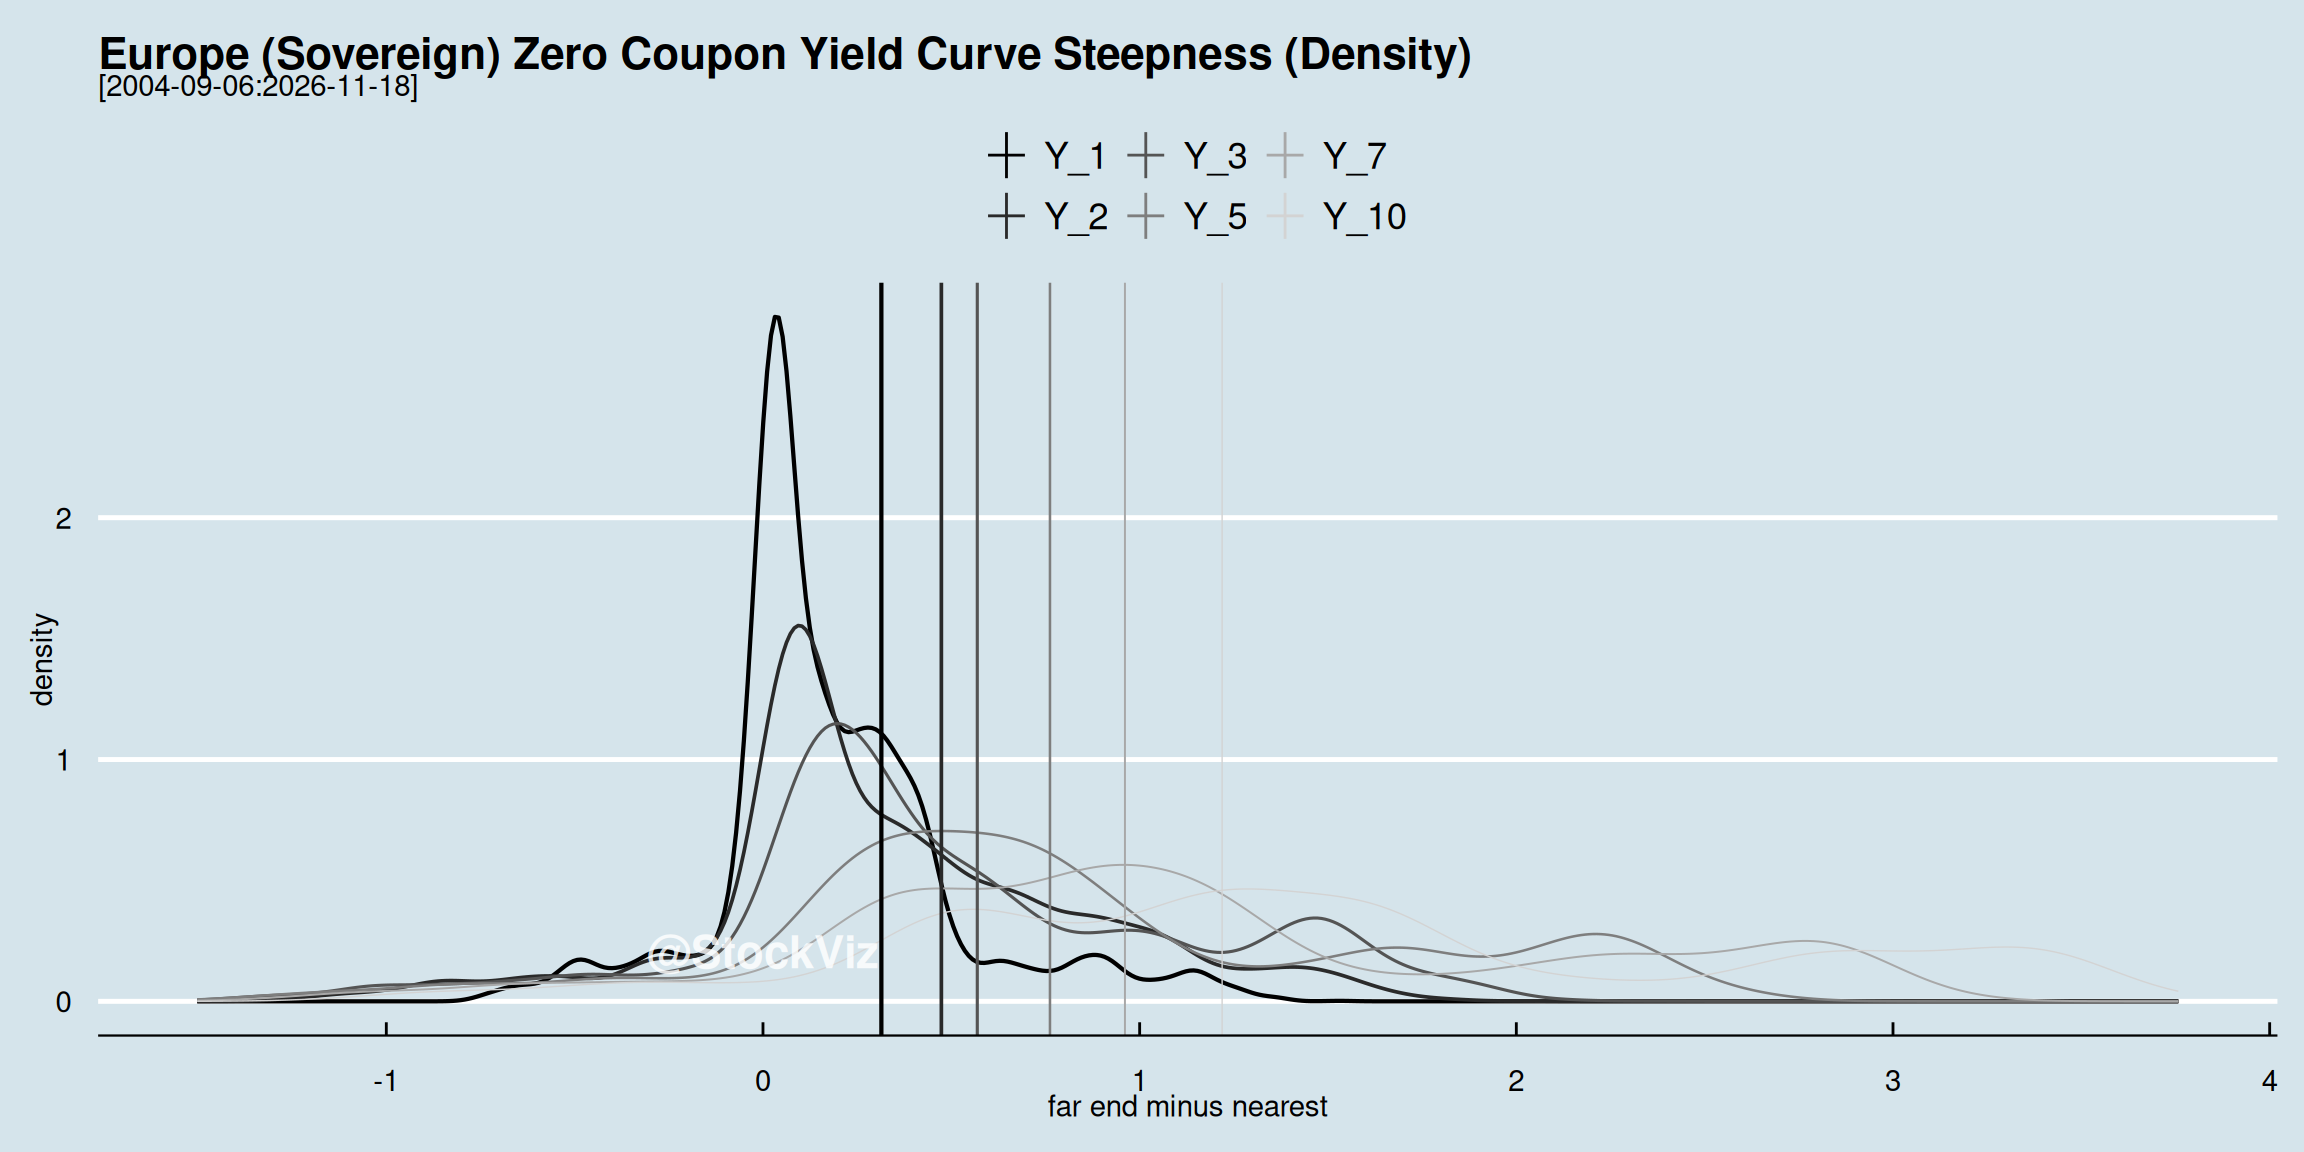 Europe (Sovereign) Zero Coupon Yield Curve Steepness (Density)
[2004-09-06:2026-11-18]
Y_1 Y_3 Y_7
Y_2 Y_5 Y_10
2
1
0
density
@StockViz
-1 0 1 2 3 4
far end minus nearest